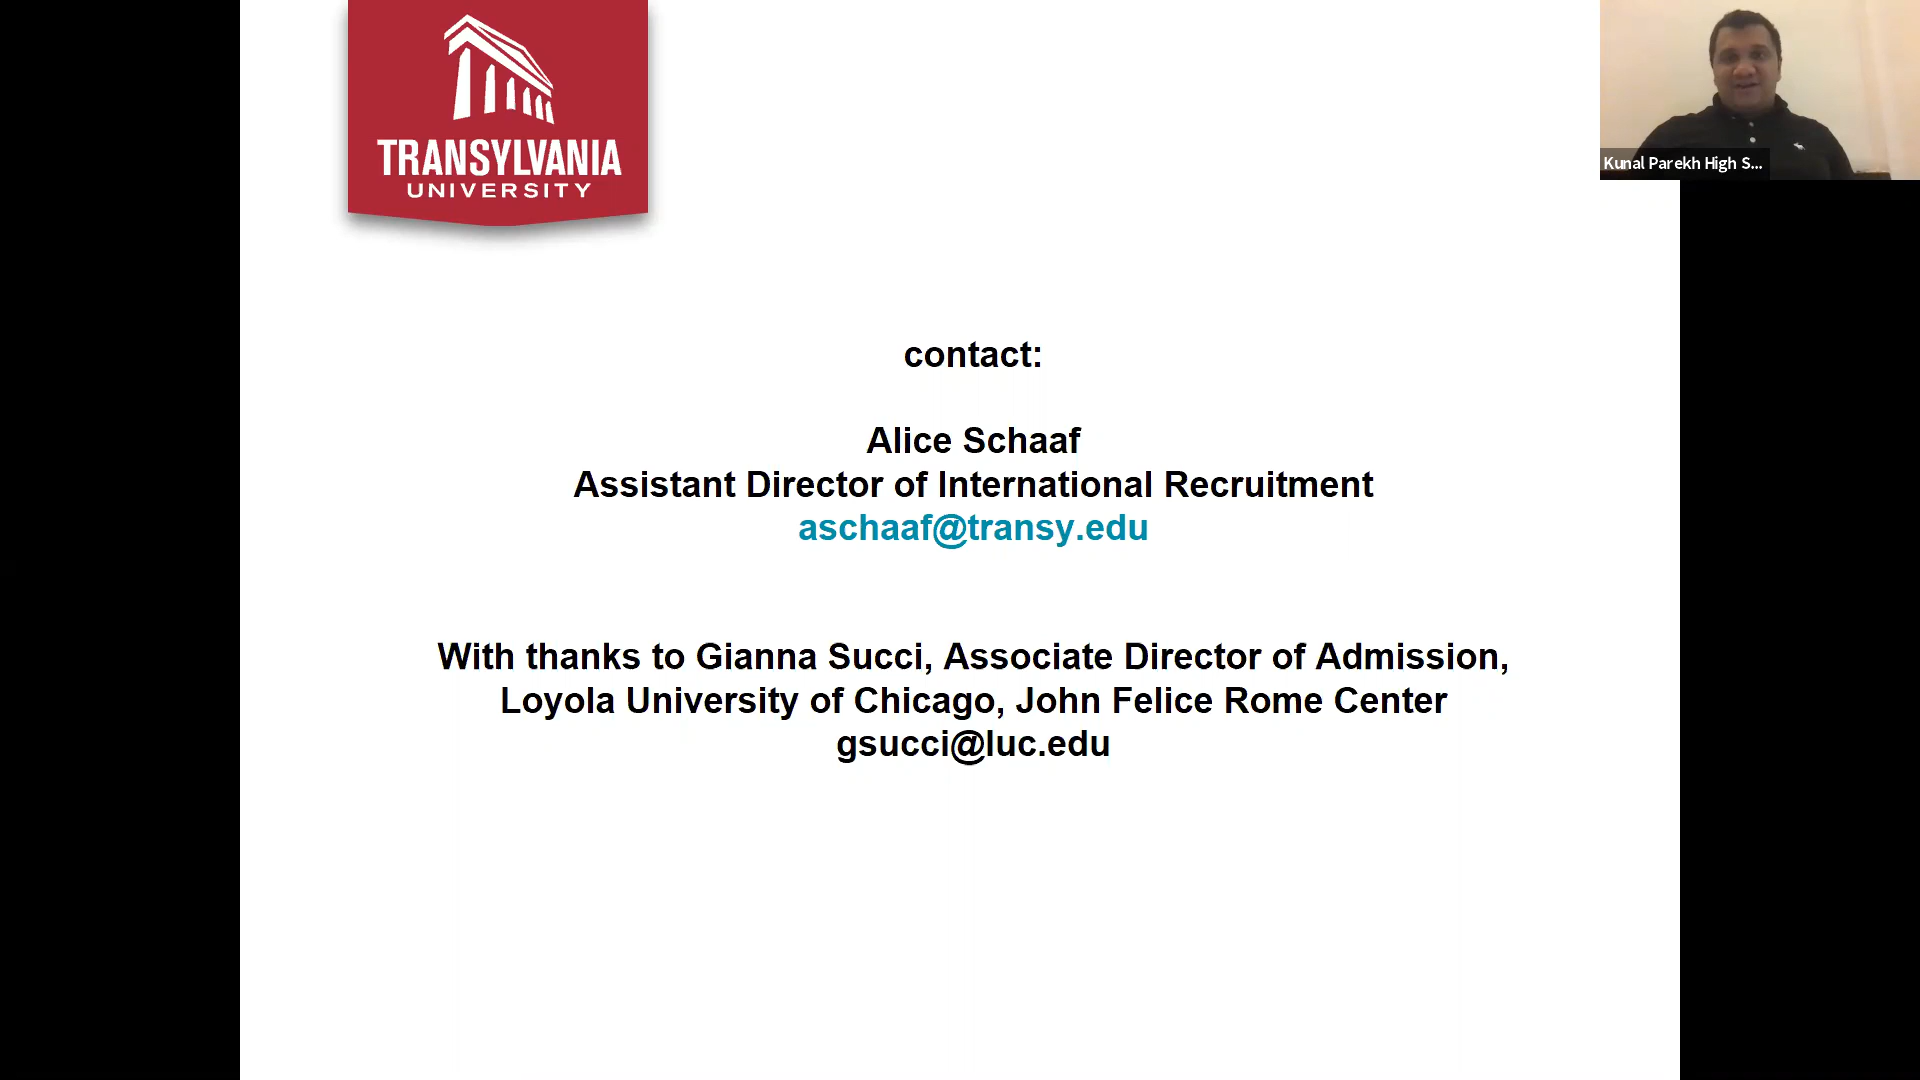 TRANSYLVANIA
UNIVERSITY
Kunal Parekh High S...
contact:
Alice Schaaf
Assistant Director of International Recruitment
aschaaf@transy.edu
With thanks to Gianna Succi, Associate Director of Admission,
Loyola University of Chicago, John Felice Rome Center
gsucci@luc.edu